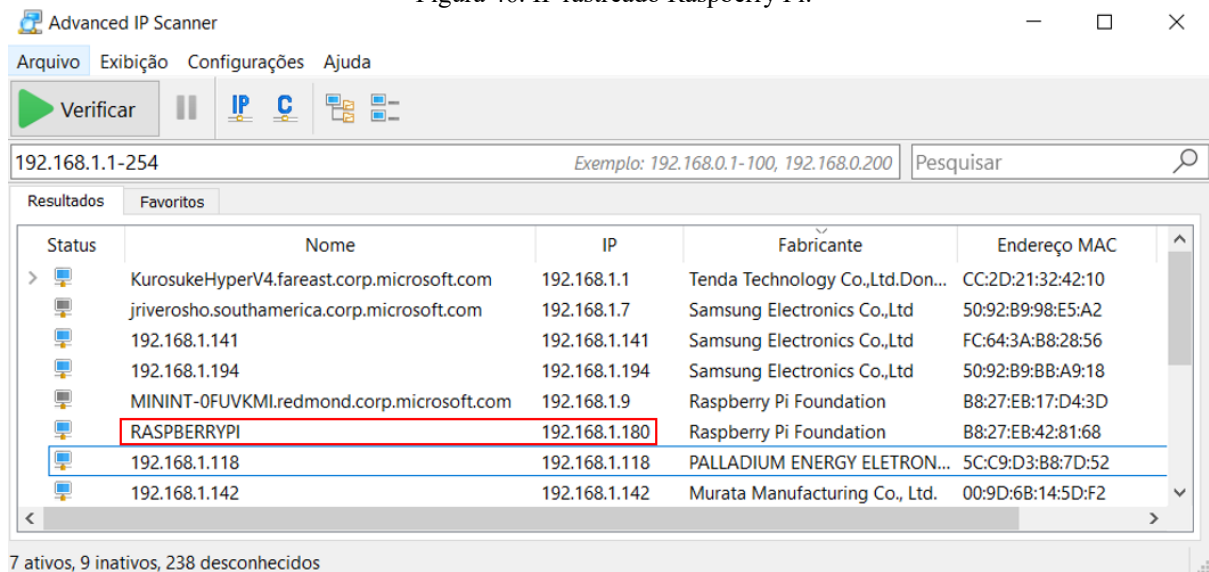 Figura 46: IP rastreado Raspberry Pi.
Advanced IP Scanner
Arquivo Exibição Configurações Ajuda
Verificar IP C
192.168.1.1-254 Exemplo: 192.168.0.1-100, 192.168.0.200 Pesquisar
Resultados Favoritos
Status Nome IP Fabricante Endereço MAC
KurosukeHyperV4.fareast.corp.microsoft.com 192.168.1.1 Tenda Technology Co.,Ltd.Don... CC:2D:21:32:42:10
jriverosho.southamerica.corp.microsoft.com 192.168.1.7 Samsung Electronics Co.,Ltd 50:92:B9:98:E5:A2
192.168.1.141 192.168.1.141 Samsung Electronics Co.,Ltd FC:64:3A:B8:28:56
192.168.1.194 192.168.1.194 Samsung Electronics Co.,Ltd 50:92:B9:BB:A9:18
MININT-0FUVKMI.redmond.corp.microsoft.com 192.168.1.9 Raspberry Pi Foundation B8:27:EB:17:D4:3D
RASPBERRYPI 192.168.1.180 Raspberry Pi Foundation B8:27:EB:42:81:68
192.168.1.118 192.168.1.118 PALLADIUM ENERGY ELETRON... 5C:C9:D3:B8:7D:52
192.168.1.142 192.168.1.142 Murata Manufacturing Co., Ltd. 00:9D:6B:14:5D:F2
7 ativos, 9 inativos, 238 desconhecidos